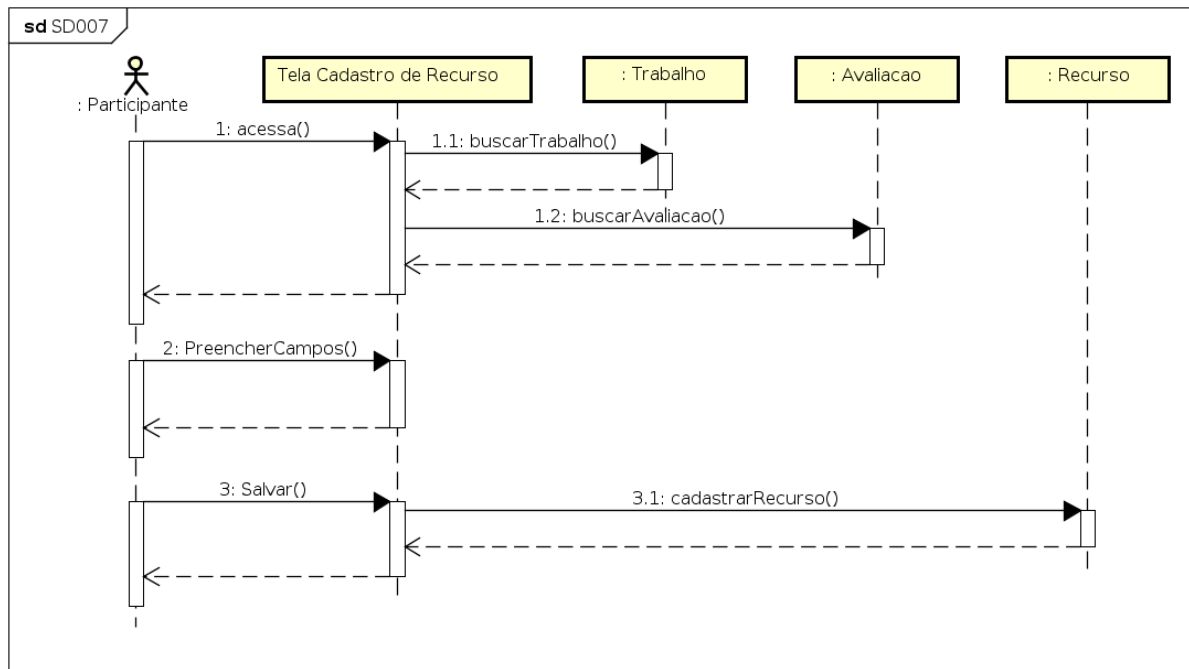 sd SD007
Tela Cadastro de Recurso
: Trabalho
: Avaliacao
: Recurso
: Participante
1: acessa()
1.1: buscarTrabalho()
1.2: buscarAvaliacao()
2: PreencherCampos()
3: Salvar()
3.1: cadastrarRecurso()